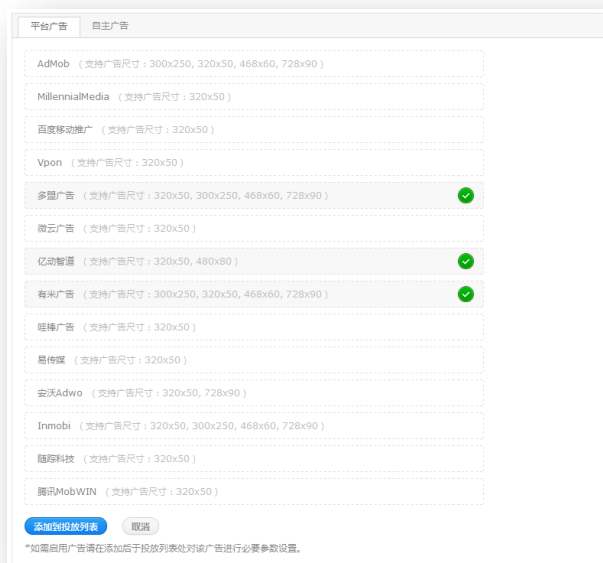 平台广告 自主广告
AdMob （支持广告尺寸：300x250, 320x50, 468x60, 728x90）
MillennialMedia （支持广告尺寸：320x50）
百度移动推广 （支持广告尺寸：320x50）
Vpon （支持广告尺寸：320x50）
多盟广告 （支持广告尺寸：320x50, 300x250, 468x60, 728x90）
微云广告 （支持广告尺寸：320x50）
亿动智道 （支持广告尺寸：320x50, 480x80）
有米广告 （支持广告尺寸：300x250, 320x50, 468x60, 728x90）
哇棒广告 （支持广告尺寸：320x50）
易传媒 （支持广告尺寸：320x50）
安沃Adwo （支持广告尺寸：320x50, 728x90）
Inmobi （支持广告尺寸：320x50, 300x250, 468x60, 728x90）
随踪科技 （支持广告尺寸：320x50）
腾讯MobWIN （支持广告尺寸：320x50）
添加到投放列表 取消
*如需启用广告请在添加后于投放列表处对该广告进行必要参数设置。